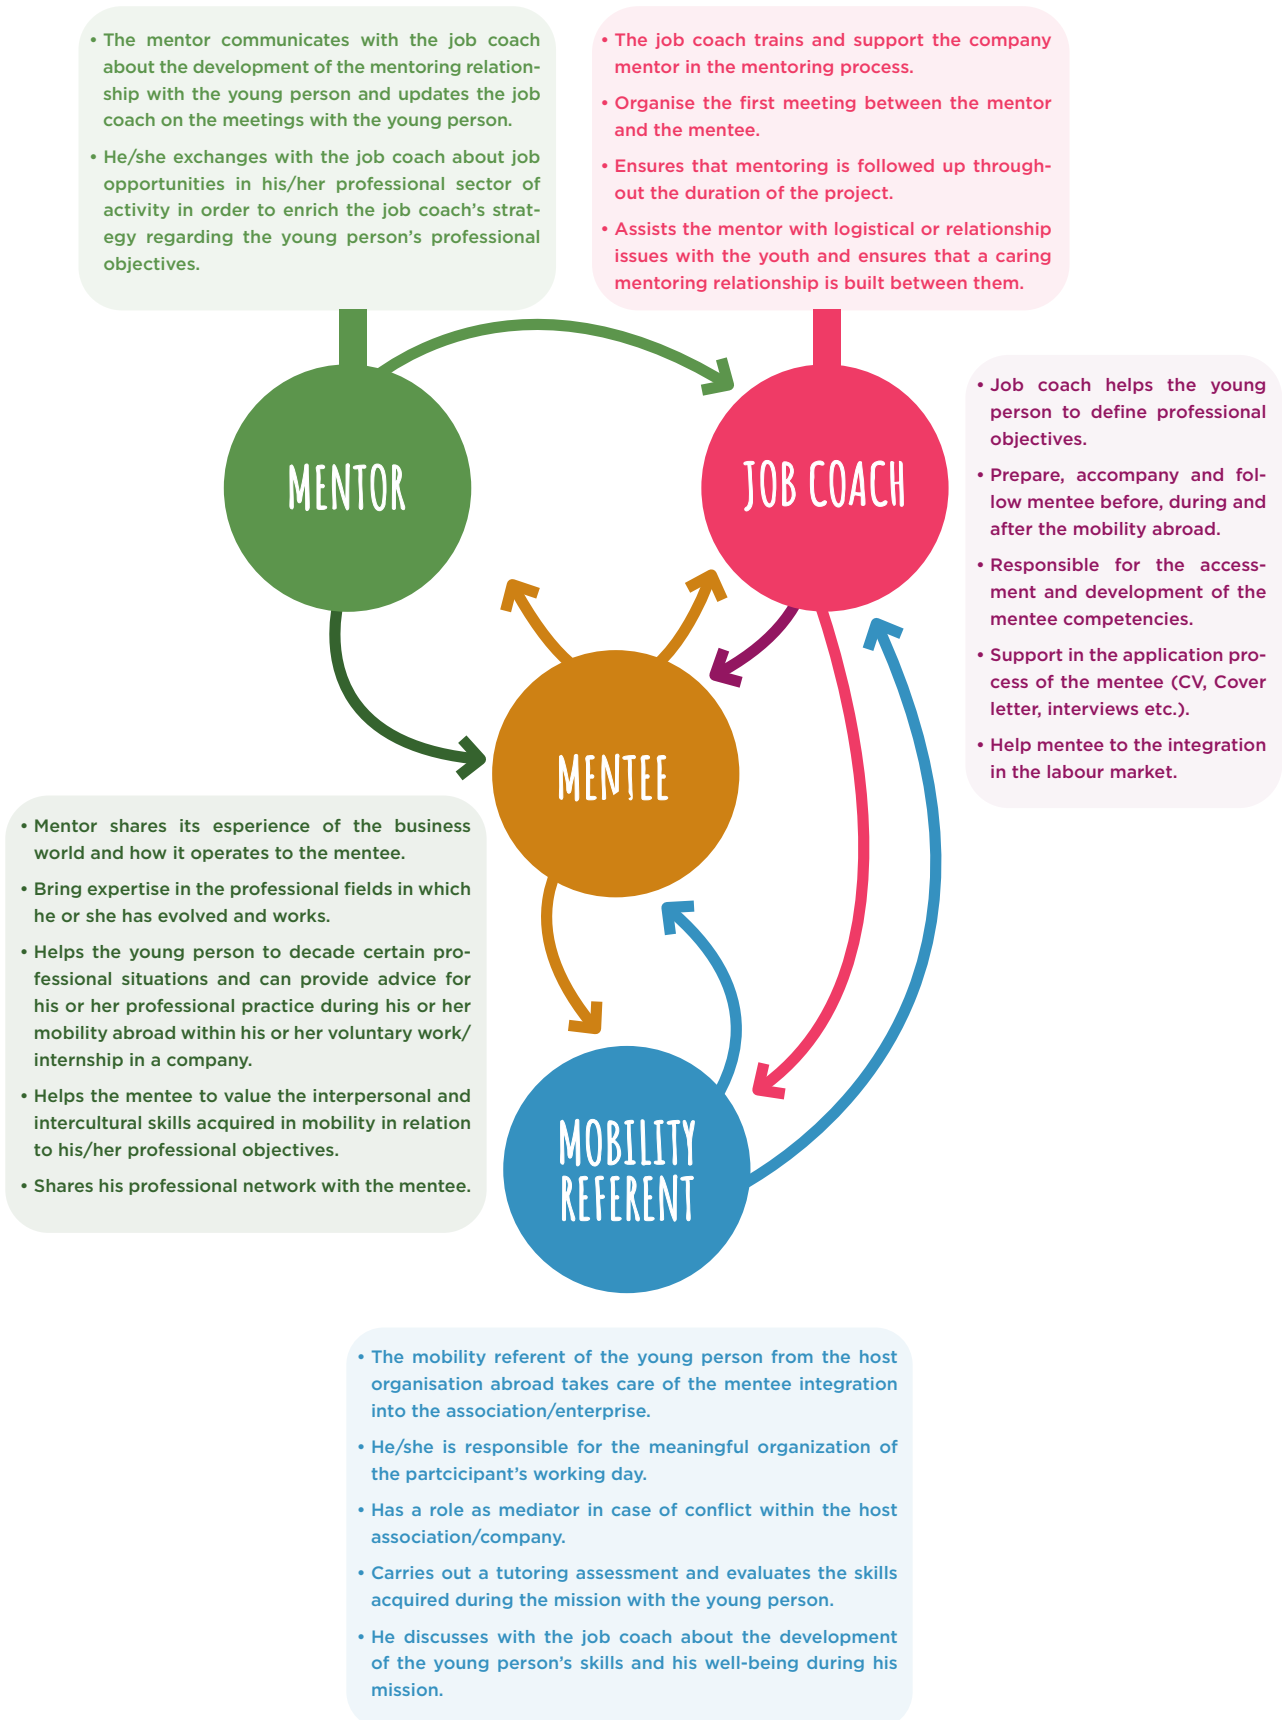 • The mentor communicates with the job coach
about the development of the mentoring relation-
ship with the young person and updates the job
coach on the meetings with the young person.
• He/she exchanges with the job coach about job
opportunities in his/her professional sector of
activity in order to enrich the job coach's strat-
egy regarding the young person's professional
objectives.
• The job coach trains and support the company
mentor in the mentoring process.
• Organise the first meeting between the mentor
and the mentee.
• Ensures that mentoring is followed up through-
out the duration of the project.
• Assists the mentor with logistical or relationship
issues with the youth and ensures that a caring
mentoring relationship is built between them.
MENTOR
JOB COACH
• Job coach helps the young
person to define professional
objectives.
• Prepare, accompany and fol-
low mentee before, during and
after the mobility abroad.
• Responsible for the access-
ment and development of the
mentee competencies.
• Support in the application pro-
cess of the mentee (CV, Cover
letter, interviews etc.).
• Help mentee to the integration
in the labour market.
MENTEE
• Mentor shares its esperience of the business
world and how it operates to the mentee.
• Bring expertise in the professional fields in which
he or she has evolved and works.
• Helps the young person to decade certain pro-
fessional situations and can provide advice for
his or her professional practice during his or her
mobility abroad within his or her voluntary work/
internship in a company.
• Helps the mentee to value the interpersonal and
intercultural skills acquired in mobility in relation
to his/her professional objectives.
• Shares his professional network with the mentee.
MOBILITY
REFERENT
• The mobility referent of the young person from the host
organisation abroad takes care of the mentee integration
into the association/enterprise.
• He/she is responsible for the meaningful organization of
the partcicipant's working day.
• Has a role as mediator in case of conflict within the host
association/company.
• Carries out a tutoring assessment and evaluates the skills
acquired during the mission with the young person.
• He discusses with the job coach about the development
of the young person's skills and his well-being during his
mission.